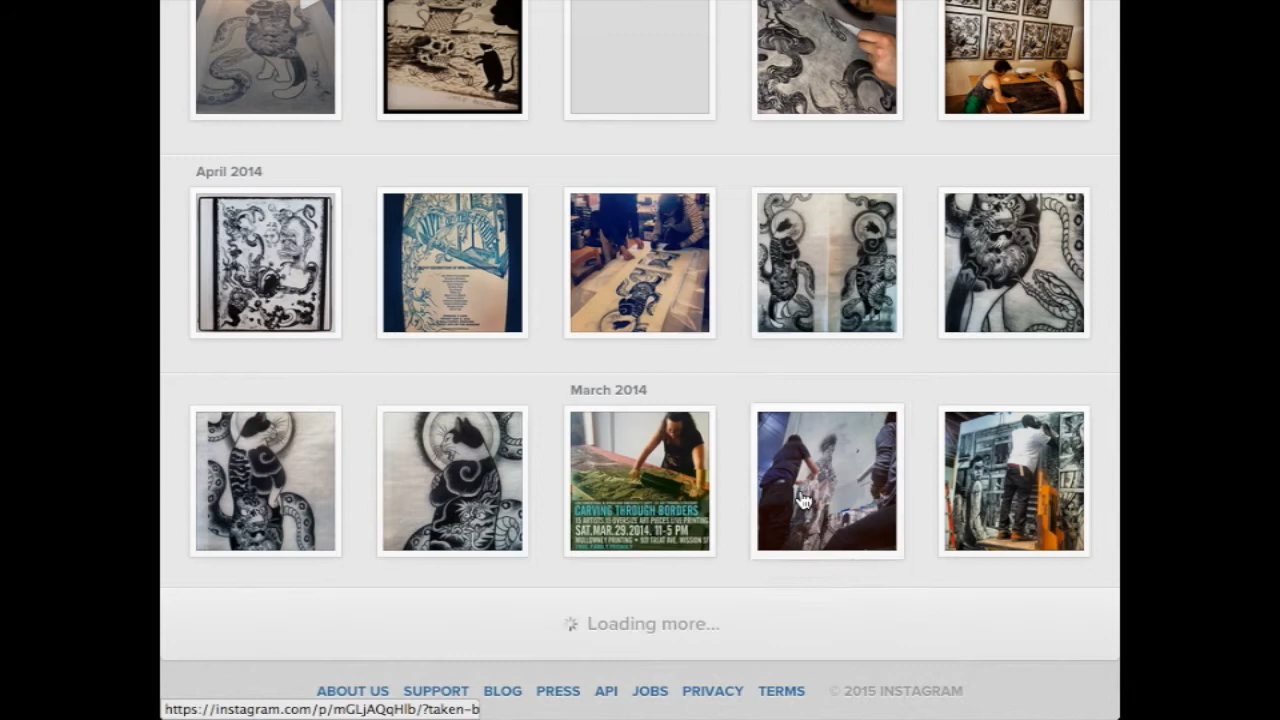 April 2014
March 2014
CARVING THROUGH BORDERS
SAT.MAR.29.2014. 11-5 PM
Loading more...
ABOUT US SUPPORT BLOG PRESS API JOBS PRIVACY TERMS © 2015 INSTAGRAM
https://instagram.com/p/mGLjAQqHlb/?taken-b